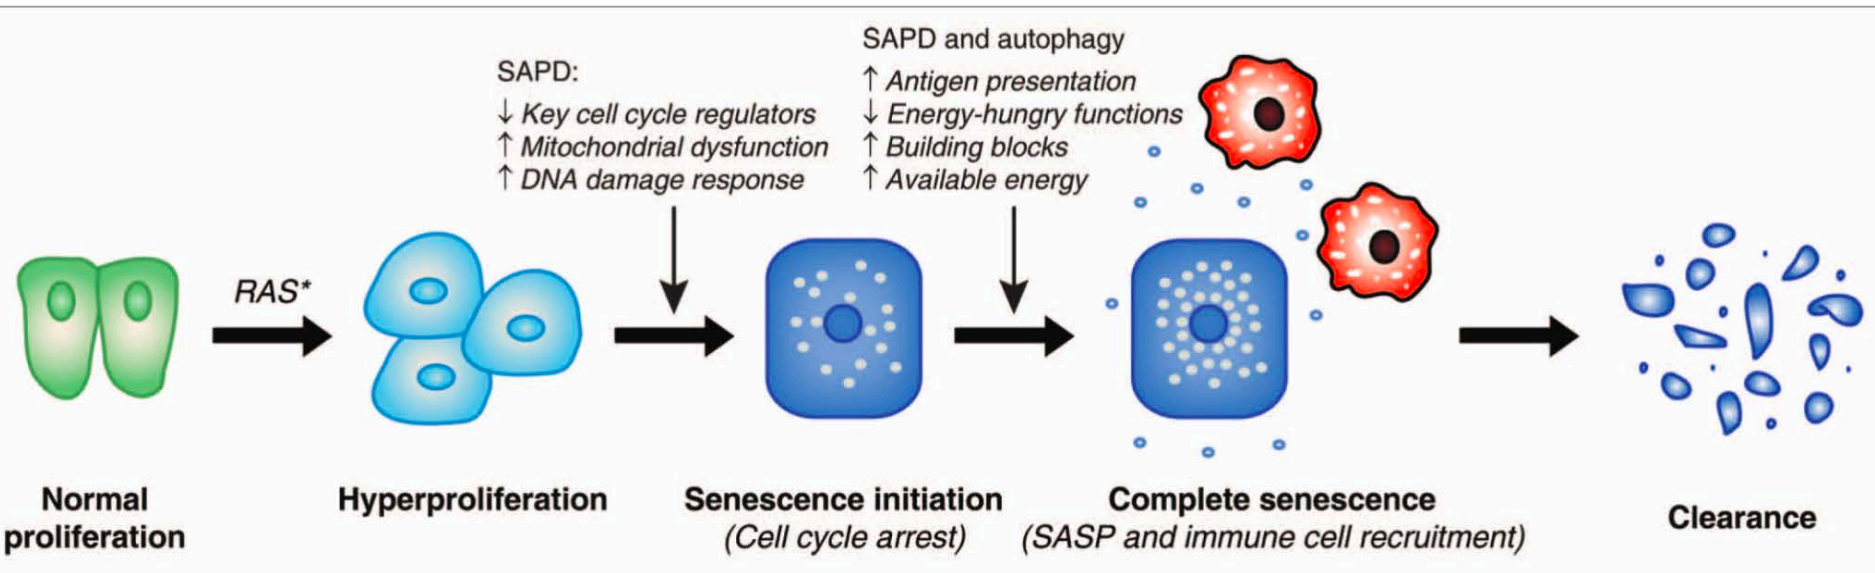 SAPD:
↓ Key cell cycle regulators
↑ Mitochondrial dysfunction
↑ DNA damage response
SAPD and autophagy
↑ Antigen presentation
↓ Energy-hungry functions
↑ Building blocks
↑ Available energy
RAS*
Normal
proliferation
Hyperproliferation
Senescence initiation
(Cell cycle arrest)
Complete senescence
(SASP and immune cell recruitment)
Clearance